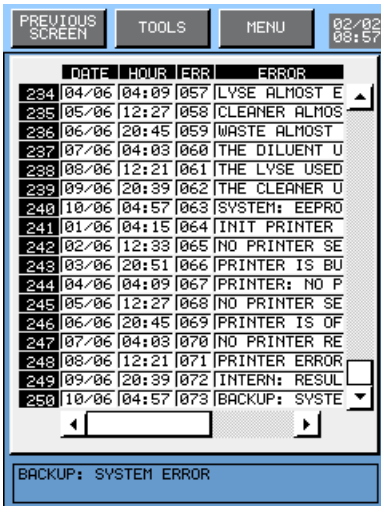 PREVIOUS SCREEN TOOLS MENU 02/02 08:57
DATE HOUR ERR ERROR
234 04/06 04:09 057 LYSE ALMOST E
235 05/06 12:27 058 CLEANER ALMOS
236 06/06 20:45 059 WASTE ALMOST
237 07/06 04:03 060 THE DILUENT U
238 08/06 12:21 061 THE LYSE USED
239 09/06 20:39 062 THE CLEANER U
240 10/06 04:57 063 SYSTEM: EEPRO
241 01/06 04:15 064 INIT PRINTER
242 02/06 12:33 065 NO PRINTER SE
243 03/06 20:51 066 PRINTER IS BU
244 04/06 04:09 067 PRINTER: NO P
245 05/06 12:27 068 NO PRINTER SE
246 06/06 20:45 069 PRINTER IS OF
247 07/06 04:03 070 NO PRINTER RE
248 08/06 12:21 071 PRINTER ERROR
249 09/06 20:39 072 INTERN: RESUL
250 10/06 04:57 073 BACKUP: SYSTE
BACKUP: SYSTEM ERROR